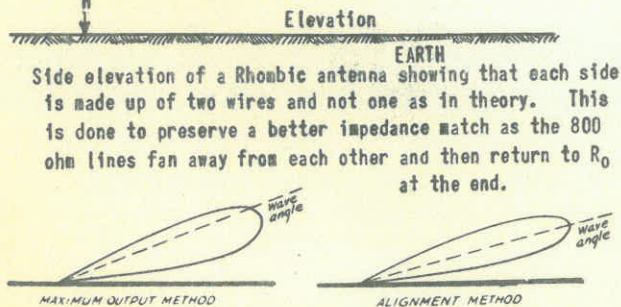 Elevation
EARTH
Side elevation of a Rhombic antenna showing that each side
is made up of two wires and not one as in theory. This
is done to preserve a better impedance match as the 800
ohm lines fan away from each other and then return to R₀
at the end.
wave
angle
wave
angle
MAXIMUM OUTPUT METHOD
ALIGNMENT METHOD